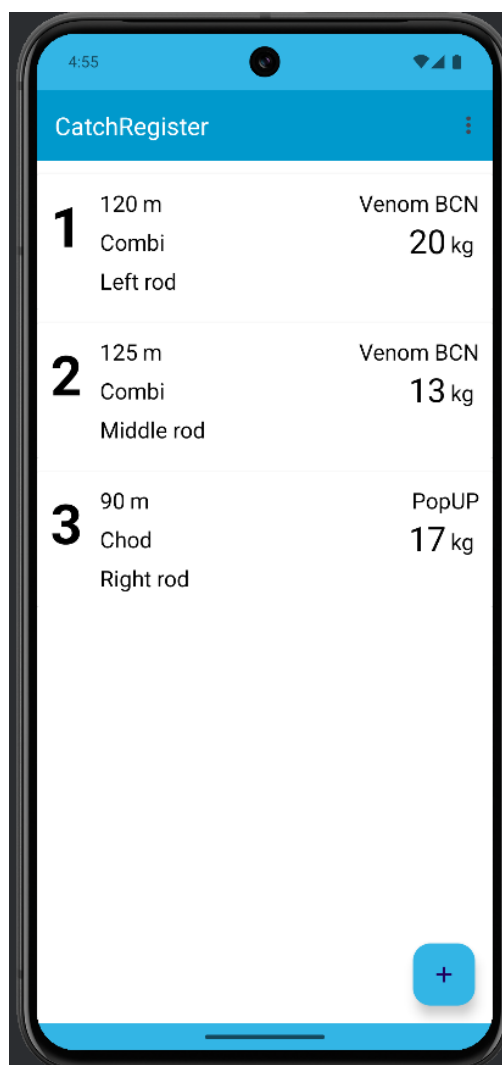 4:55
CatchRegister
1
120 m
Venom BCN
Combi
20 kg
Left rod
2
125 m
Venom BCN
Combi
13 kg
Middle rod
3
90 m
PopUP
Chod
17 kg
Right rod
+